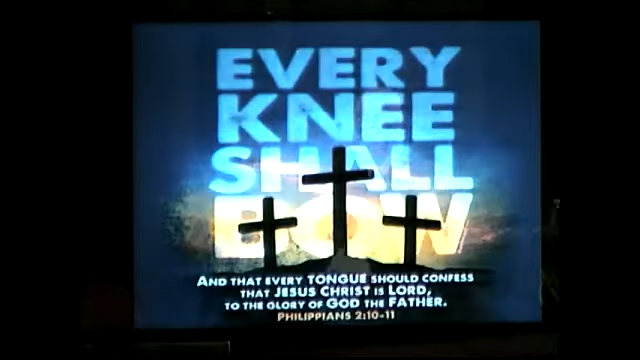 EVERY
KNEE
SHALL
BOW
AND THAT EVERY TONGUE SHOULD CONFESS
THAT JESUS CHRIST IS LORD,
TO THE GLORY OF GOD THE FATHER.
PHILIPPIANS 2:10-11